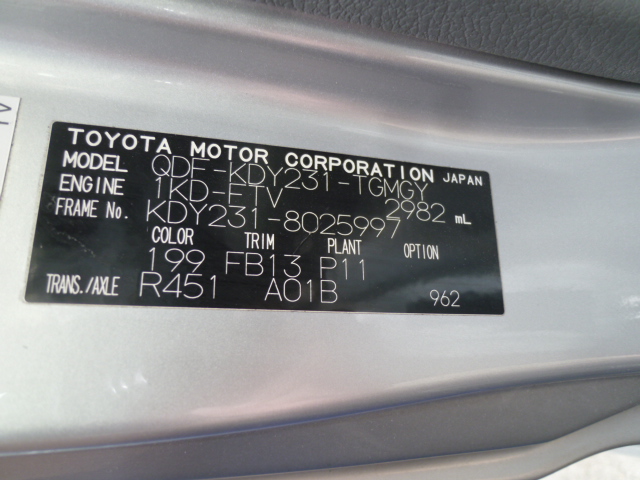 TOYOTA MOTOR CORPORATION JAPAN
MODEL QDF-KDY231-TGMGY
ENGINE 1KD-FTV 2982 mL
FRAME No. KDY231-8025997
COLOR TRIM PLANT OPTION
199 FB13 P11
TRANS./AXLE R451 A01B 962